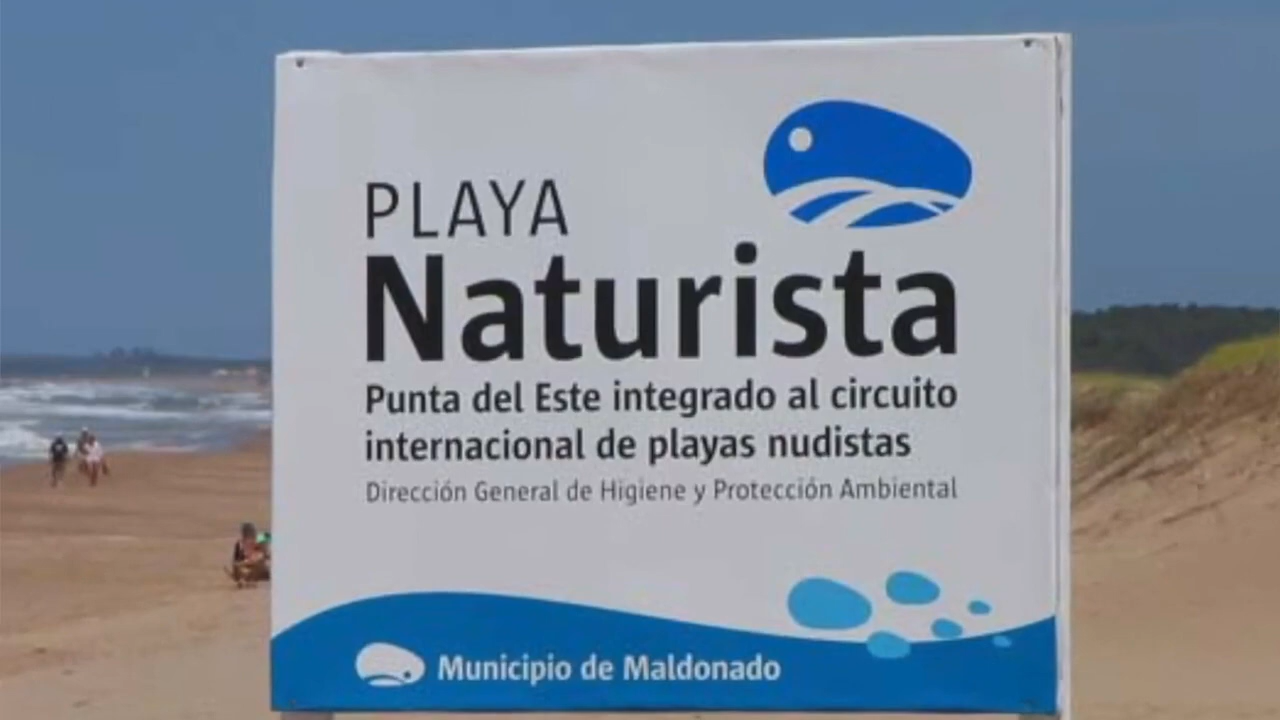 PLAYA
Naturista
Punta del Este integrado al circuito
internacional de playas nudistas
Dirección General de Higiene y Protección Ambiental
Municipio de Maldonado